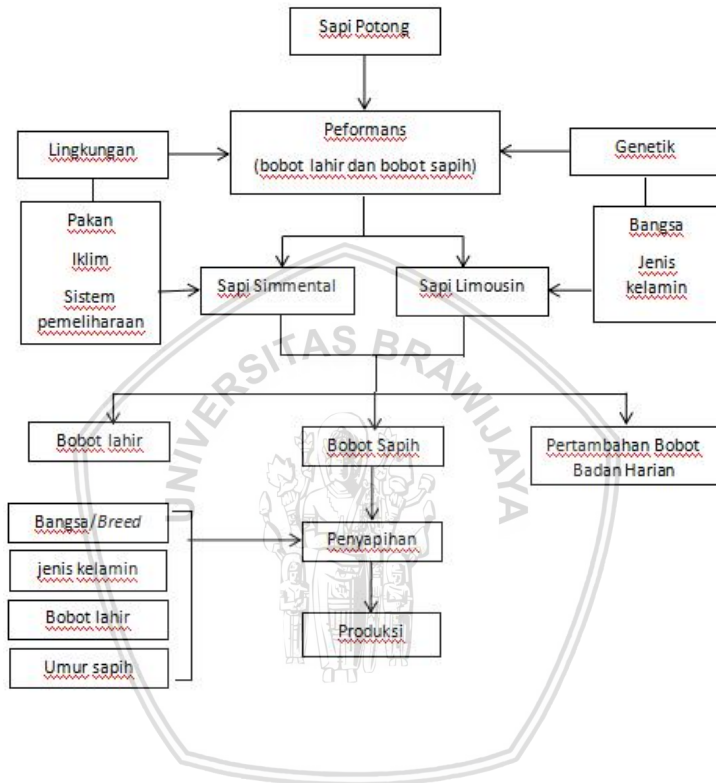 Sapi Potong
Peformans
(bobot lahir dan bobot sapih)
Lingkungan
Genetik
Pakan
Iklim
Sistem
pemeliharaan
Bangsa
Jenis
kelamin
Sapi Simmental
Sapi Limousin
UNIVERSITAS BRAWIJAYA
Bobot lahir
Bobot Sapih
Pertambahan Bobot
Badan Harian
Bangsa/Breed
jenis kelamin
Bobot lahir
Umur sapih
Penyapihan
Produksi